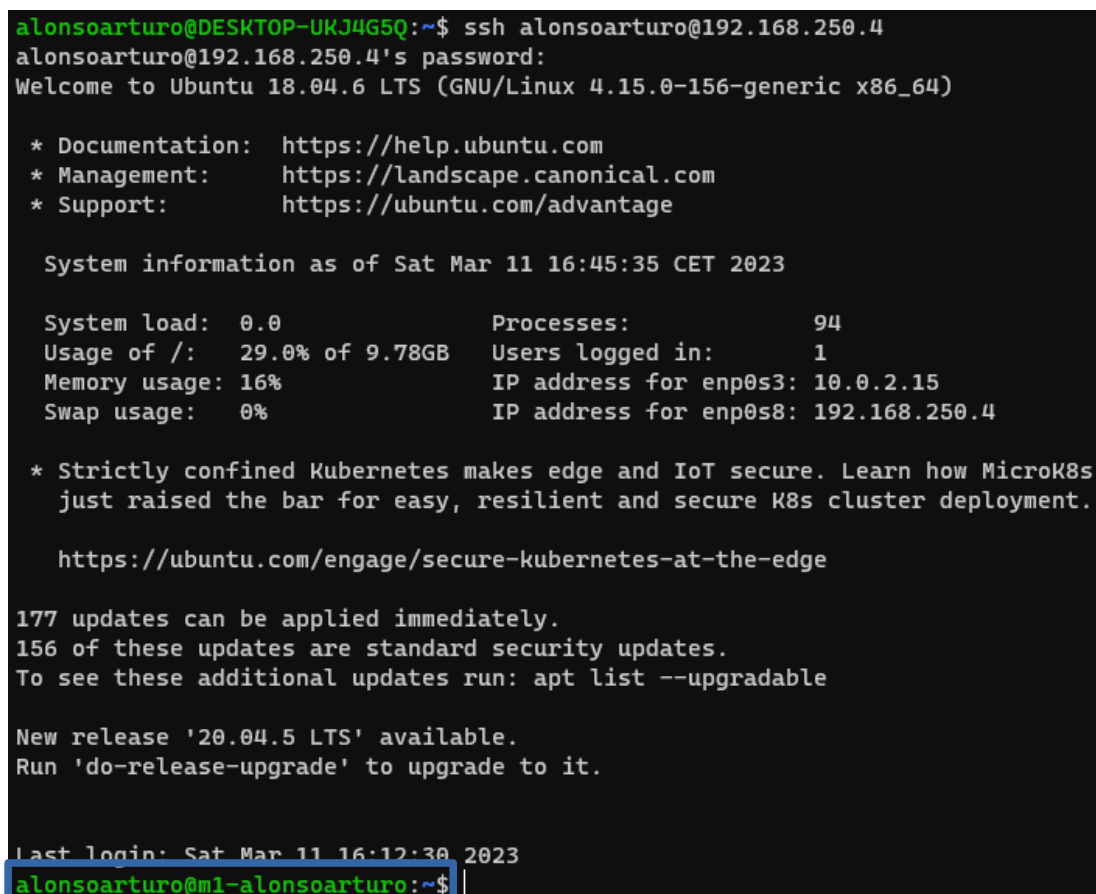 alonsoarturo@DESKTOP-UKJ4G5Q:~$ ssh alonsoarturo@192.168.250.4
alonsoarturo@192.168.250.4's password:
Welcome to Ubuntu 18.04.6 LTS (GNU/Linux 4.15.0-156-generic x86_64)
* Documentation:  https://help.ubuntu.com
* Management:     https://landscape.canonical.com
* Support:        https://ubuntu.com/advantage
System information as of Sat Mar 11 16:45:35 CET 2023
System load:  0.0                Processes:             94
Usage of /:   29.0% of 9.78GB   Users logged in:       1
Memory usage: 16%                IP address for enp0s3: 10.0.2.15
Swap usage:   0%                 IP address for enp0s8: 192.168.250.4
* Strictly confined Kubernetes makes edge and IoT secure. Learn how MicroK8s
just raised the bar for easy, resilient and secure K8s cluster deployment.
https://ubuntu.com/engage/secure-kubernetes-at-the-edge
177 updates can be applied immediately.
156 of these updates are standard security updates.
To see these additional updates run: apt list --upgradable
New release '20.04.5 LTS' available.
Run 'do-release-upgrade' to upgrade to it.
Last login: Sat Mar 11 16:12:30 2023
alonsoarturo@m1-alonsoarturo:~$